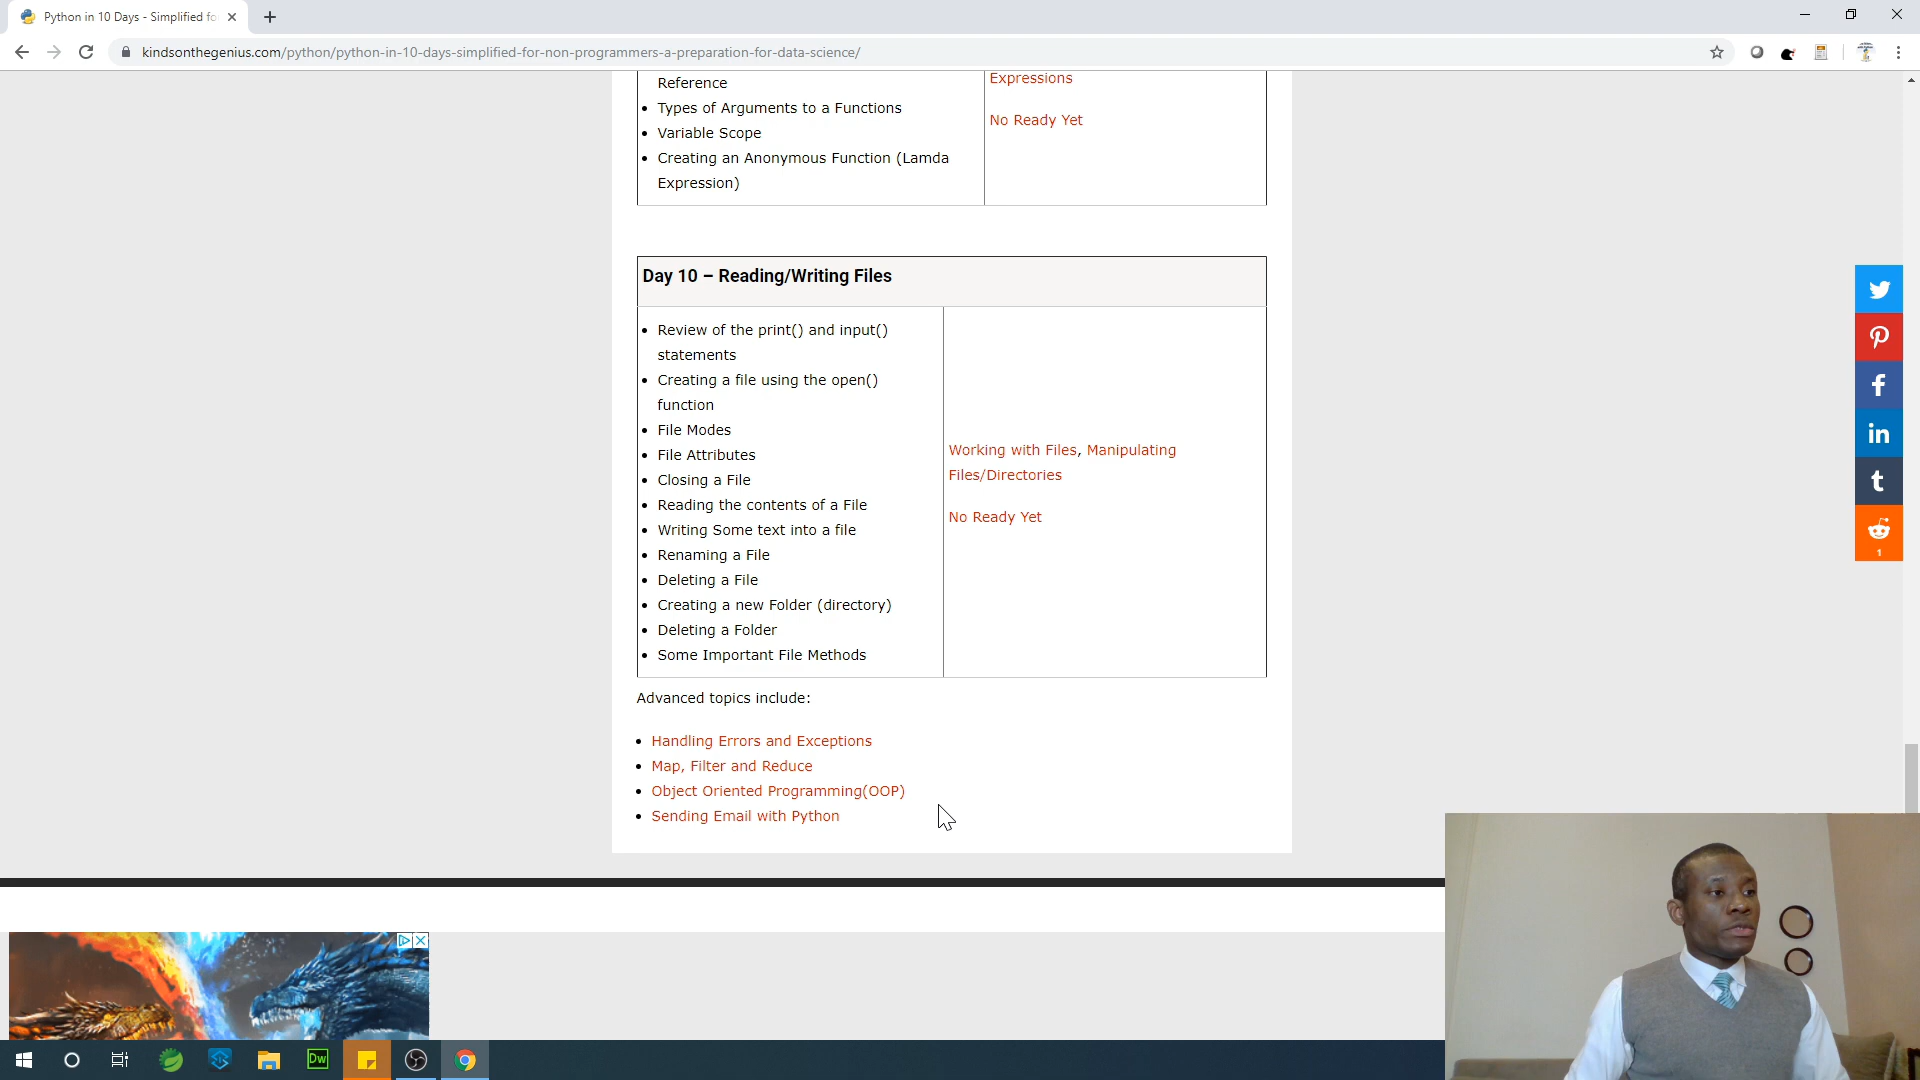 Python in 10 Days - Simplified fo
kindsonthegenius.com/python/python-in-10-days-simplified-for-non-programmers-a-preparation-for-data-science/
Reference
Types of Arguments to a Functions
Variable Scope
Creating an Anonymous Function (Lamda
Expression)
Expressions
No Ready Yet
Day 10 – Reading/Writing Files
Review of the print() and input()
statements
Creating a file using the open()
function
File Modes
File Attributes
Closing a File
Reading the contents of a File
Writing Some text into a file
Renaming a File
Deleting a File
Creating a new Folder (directory)
Deleting a Folder
Some Important File Methods
Working with Files, Manipulating
Files/Directories
No Ready Yet
Advanced topics include:
Handling Errors and Exceptions
Map, Filter and Reduce
Object Oriented Programming(OOP)
Sending Email with Python
1
Dw